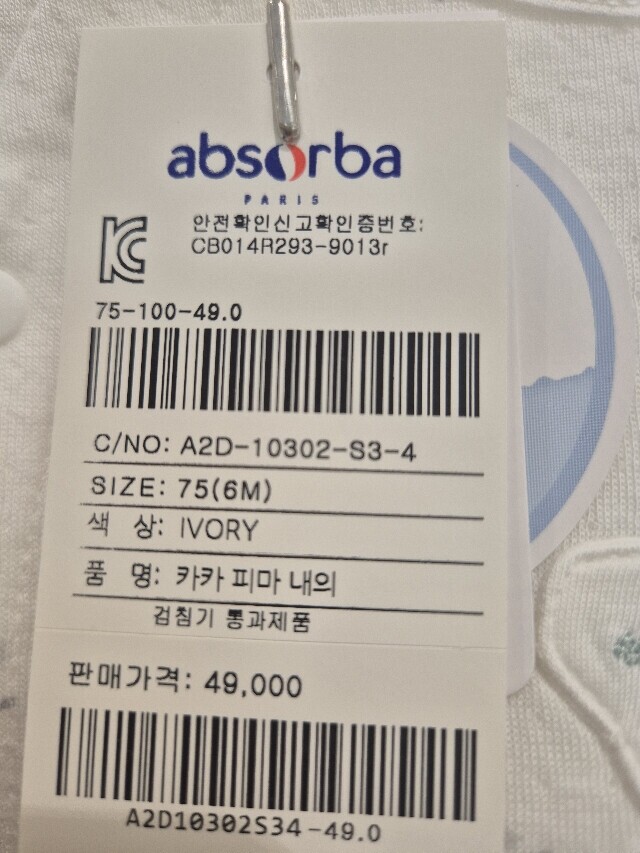 absorba
PARIS
안전확인신고확인증번호:
CB014R293-9013r
75-100-49.0
C/NO: A2D-10302-S3-4
SIZE: 75(6M)
색 상: IVORY
품 명: 카카 피마 내의
검침기 통과제품
판매가격: 49,000
A2D10302S34-49.0